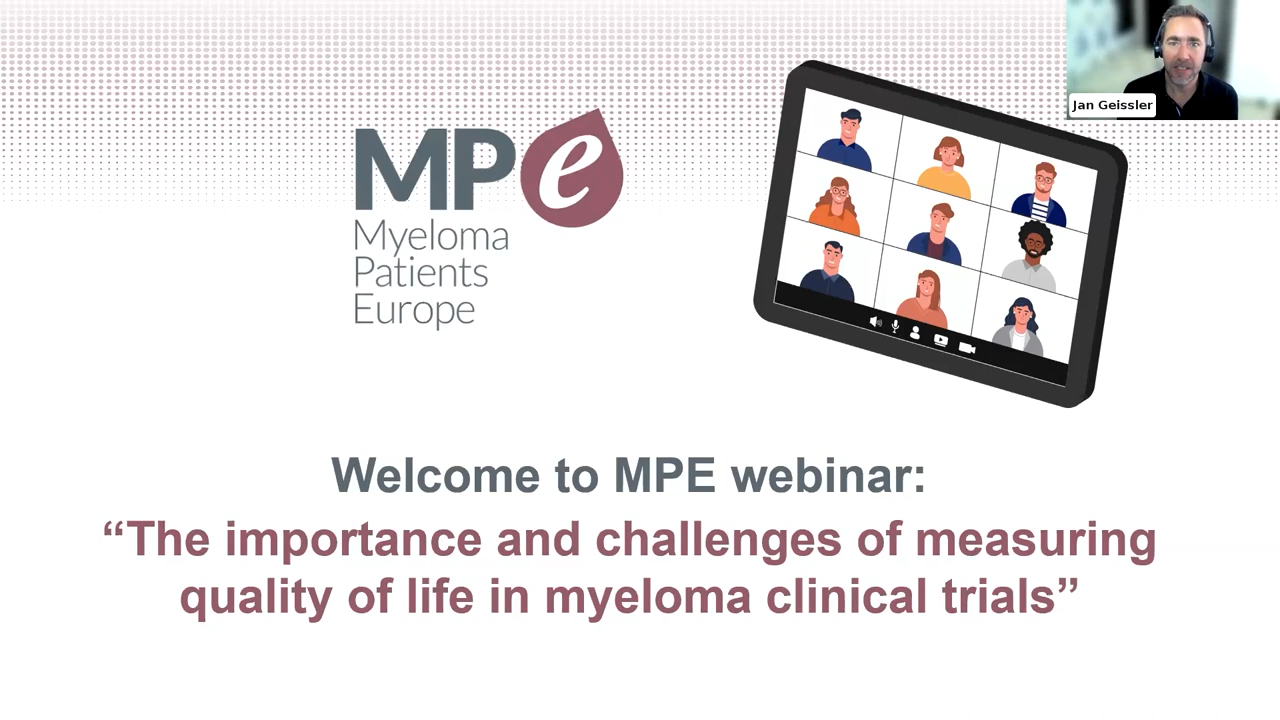 Jan Geissler
MPe
Myeloma
Patients
Europe
Welcome to MPE webinar:
“The importance and challenges of measuring
quality of life in myeloma clinical trials”